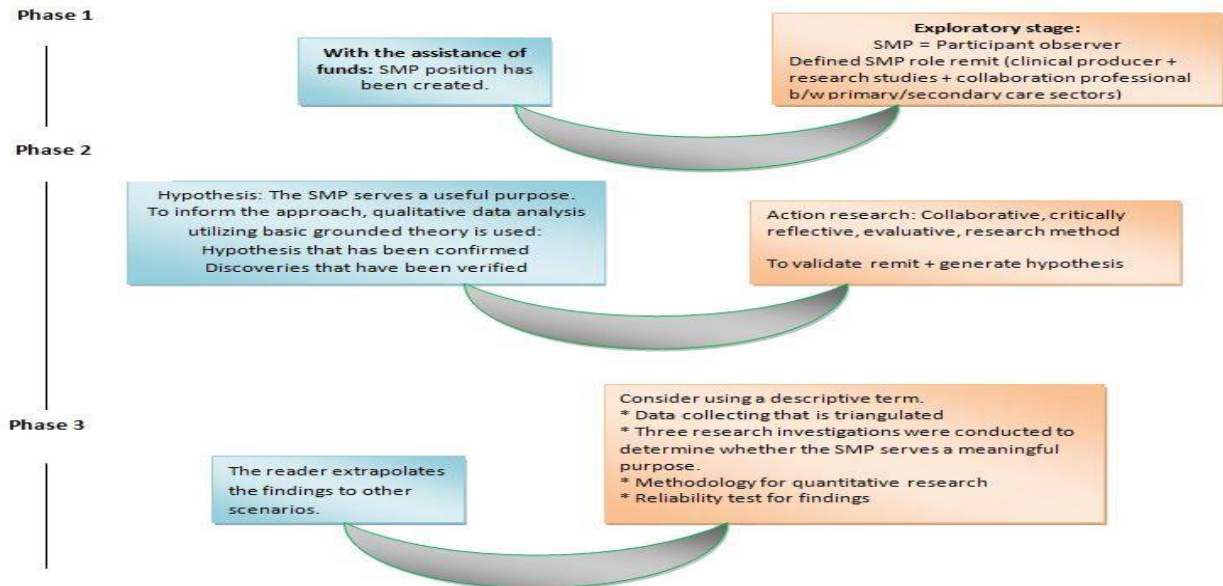 Phase 1
With the assistance of
funds: SMP position has
been created.
Exploratory stage:
SMP = Participant observer
Defined SMP role remit (clinical producer +
research studies + collaboration professional
b/w primary/secondary care sectors)
Phase 2
Hypothesis: The SMP serves a useful purpose.
To inform the approach, qualitative data analysis
utilizing basic grounded theory is used:
Hypothesis that has been confirmed
Discoveries that have been verified
Action research: Collaborative, critically
reflective, evaluative, research method
To validate remit + generate hypothesis
Phase 3
The reader extrapolates
the findings to other
scenarios.
Consider using a descriptive term.
* Data collecting that is triangulated
* Three research investigations were conducted to
determine whether the SMP serves a meaningful
purpose.
* Methodology for quantitative research
* Reliability test for findings